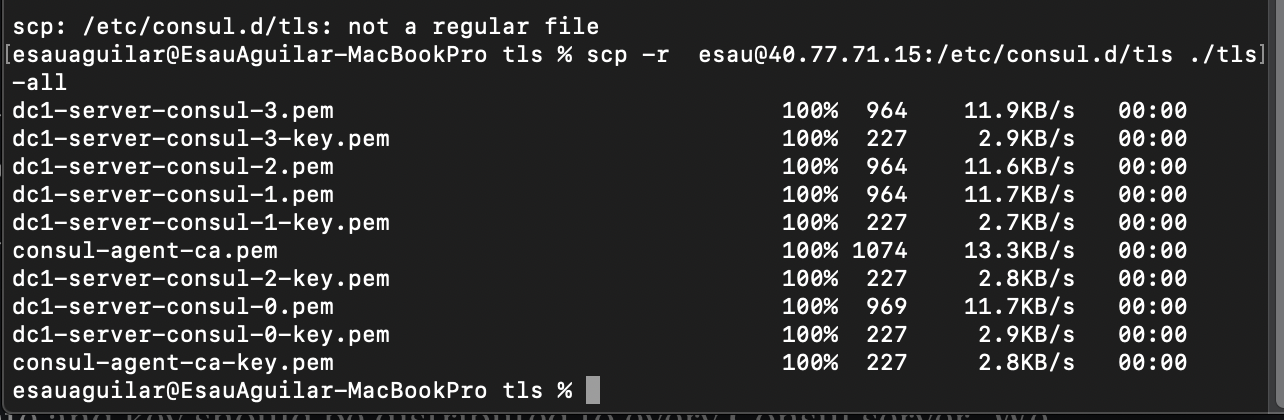 scp: /etc/consul.d/tls: not a regular file
[esauaguilar@EsauAguilar-MacBookPro tls % scp -r  esau@40.77.71.15:/etc/consul.d/tls ./tls]
-all
dc1-server-consul-3.pem 100% 964 11.9KB/s 00:00
dc1-server-consul-3-key.pem 100% 227 2.9KB/s 00:00
dc1-server-consul-2.pem 100% 964 11.6KB/s 00:00
dc1-server-consul-1.pem 100% 964 11.7KB/s 00:00
dc1-server-consul-1-key.pem 100% 227 2.7KB/s 00:00
consul-agent-ca.pem 100% 1074 13.3KB/s 00:00
dc1-server-consul-2-key.pem 100% 227 2.8KB/s 00:00
dc1-server-consul-0.pem 100% 969 11.7KB/s 00:00
dc1-server-consul-0-key.pem 100% 227 2.9KB/s 00:00
consul-agent-ca-key.pem 100% 227 2.8KB/s 00:00
esauaguilar@EsauAguilar-MacBookPro tls %